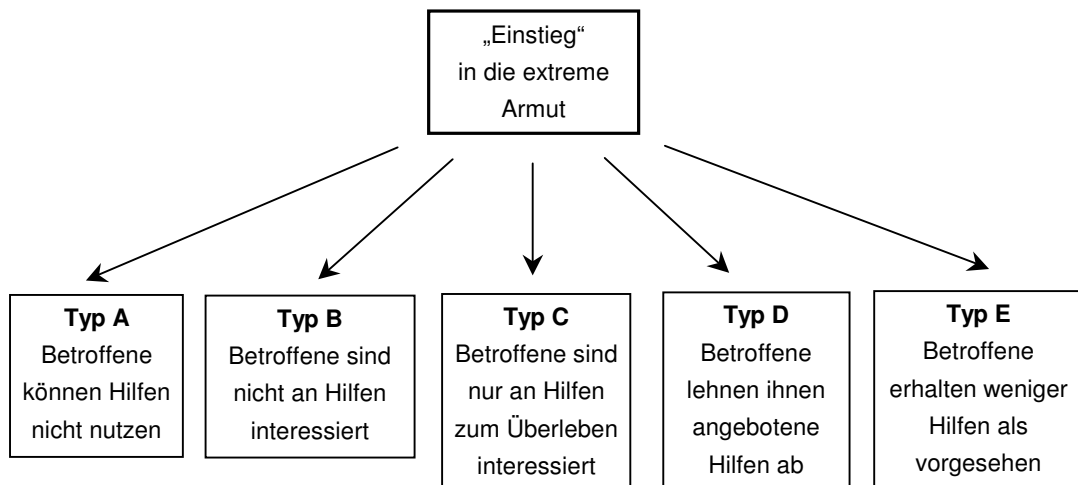 „Einstieg“
in die extreme
Armut
Typ A
Betroffene
können Hilfen
nicht nutzen
Typ B
Betroffene sind
nicht an Hilfen
interessiert
Typ C
Betroffene sind
nur an Hilfen
zum Überleben
interessiert
Typ D
Betroffene
lehnen ihnen
angebotene
Hilfen ab
Typ E
Betroffene
erhalten weniger
Hilfen als
vorgesehen